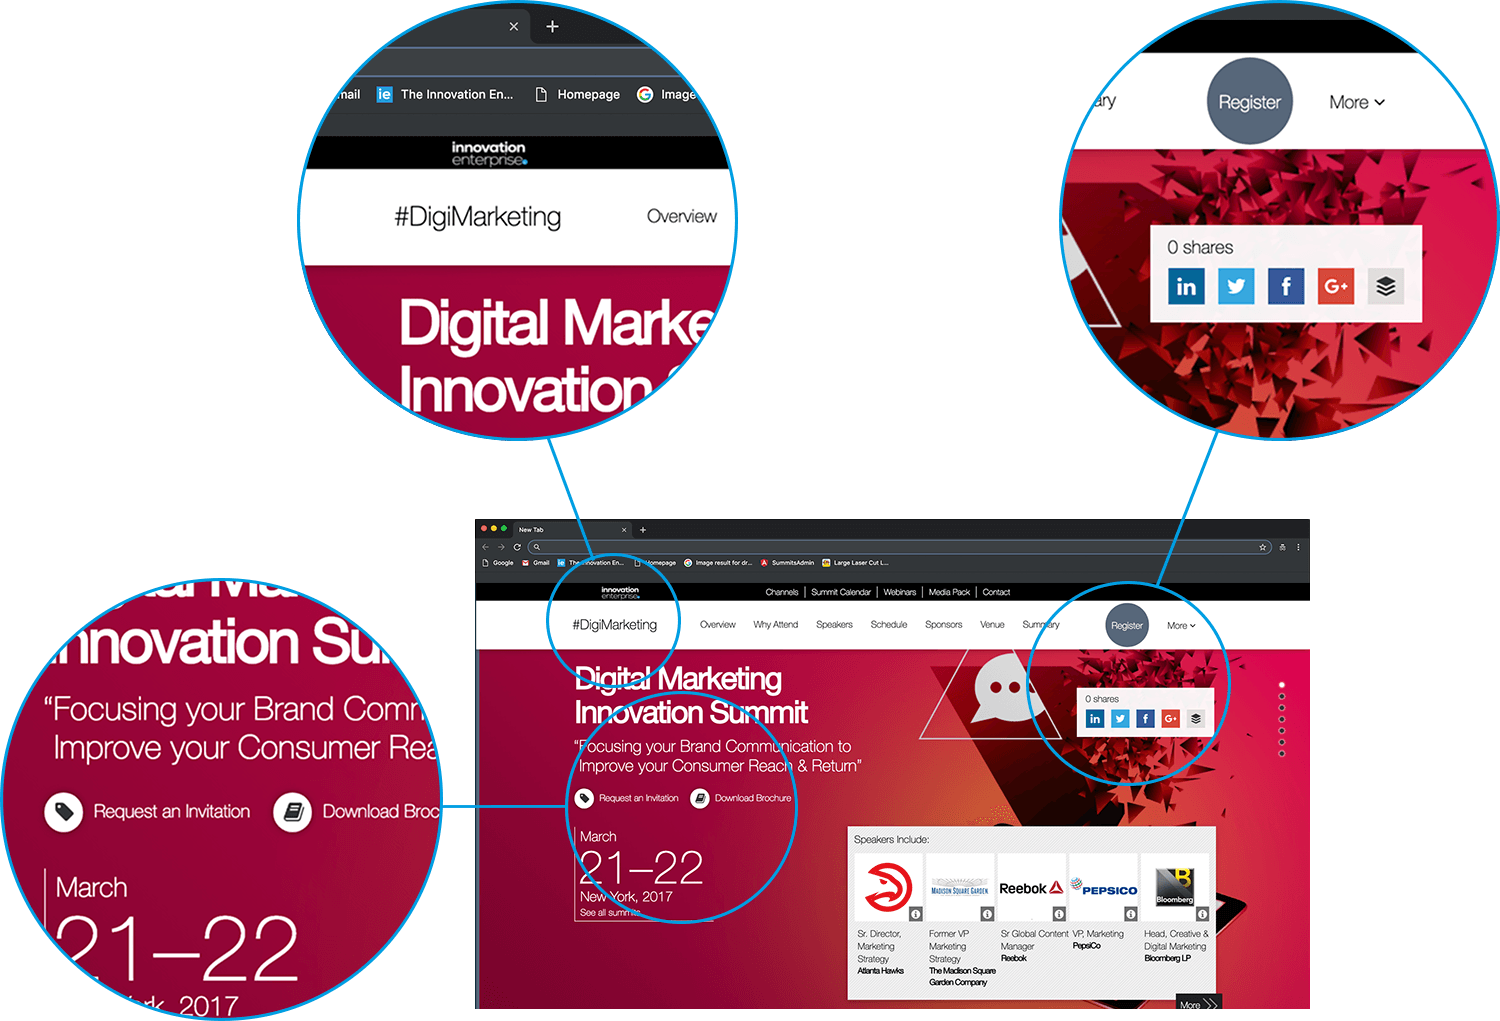 mail
The Innovation En...
Homepage
Image
innovation
enterprise
#DigiMarketing
Overview
Digital Marke
Innovation
ary
Register
More
0 shares
in
f
G+
New Tab
Google
Gmail
ie
The Innovation En...
Homepage
Image result for dr...
SummitsAdmin
Large Laser Cut L...
innovation
enterprise
Channels | Summit Calendar | Webinars | Media Pack | Contact
#DigiMarketing
Overview
Why Attend
Speakers
Schedule
Sponsors
Venue
Summary
Register
More
Digital Marketing
Innovation Summit
“Focusing your Brand Communication to
Improve your Consumer Reach & Return”
Request an Invitation
Download Brochure
March
21–22
New York, 2017
See all summits
0 shares
in
f
G+
Speakers Include:
MADISON SQUARE GARDEN
Reebok
PEPSICO
B
Bloomberg
Sr. Director,
Marketing
Strategy
Atlanta Hawks
Former VP
Marketing
Strategy
The Madison Square
Garden Company
Sr Global Content
Manager
Reebok
VP, Marketing
PepsiCo
Head, Creative &
Digital Marketing
Bloomberg LP
More
ital Ma
Innovation Su
“Focusing your Brand Comm
Improve your Consumer Rea
Request an Invitation
Download Broc
March
21–22
York, 2017